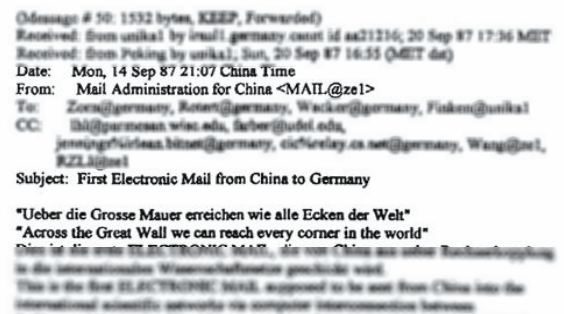 (Message # 50: 1532 bytes, KEEP, Forwarded)
Received: from unika1 by iraul1.germany csnet id aa21216; 20 Sep 87 17:36 MET
Received: from Peking by unika1; Sun, 20 Sep 87 16:55 (MET dst)
Date: Mon, 14 Sep 87 21:07 China Time
From: Mail Administration for China <MAIL@ze1>
To: Zorn@germany, Rotert@germany, Wacker@germany, Finken@unika1
CC: lhl@parmesan.wisc.edu, farber@udel.edu,
jennings%irlean.bitnet@germany, cic%relay.cs.net@germany, Wang@ze1,
RZLI@ze1
Subject: First Electronic Mail from China to Germany
"Ueber die Grosse Mauer erreichen wie alle Ecken der Welt"
"Across the Great Wall we can reach every corner in the world"
Dies ist die erste ELECTRONIC MAIL, die von China aus ueber Rechnerkopplung
in die internationalen Wissenschaftsnetze geschickt wird.
This is the first ELECTRONIC MAIL supposed to be sent from China into the
international scientific networks via computer interconnection between